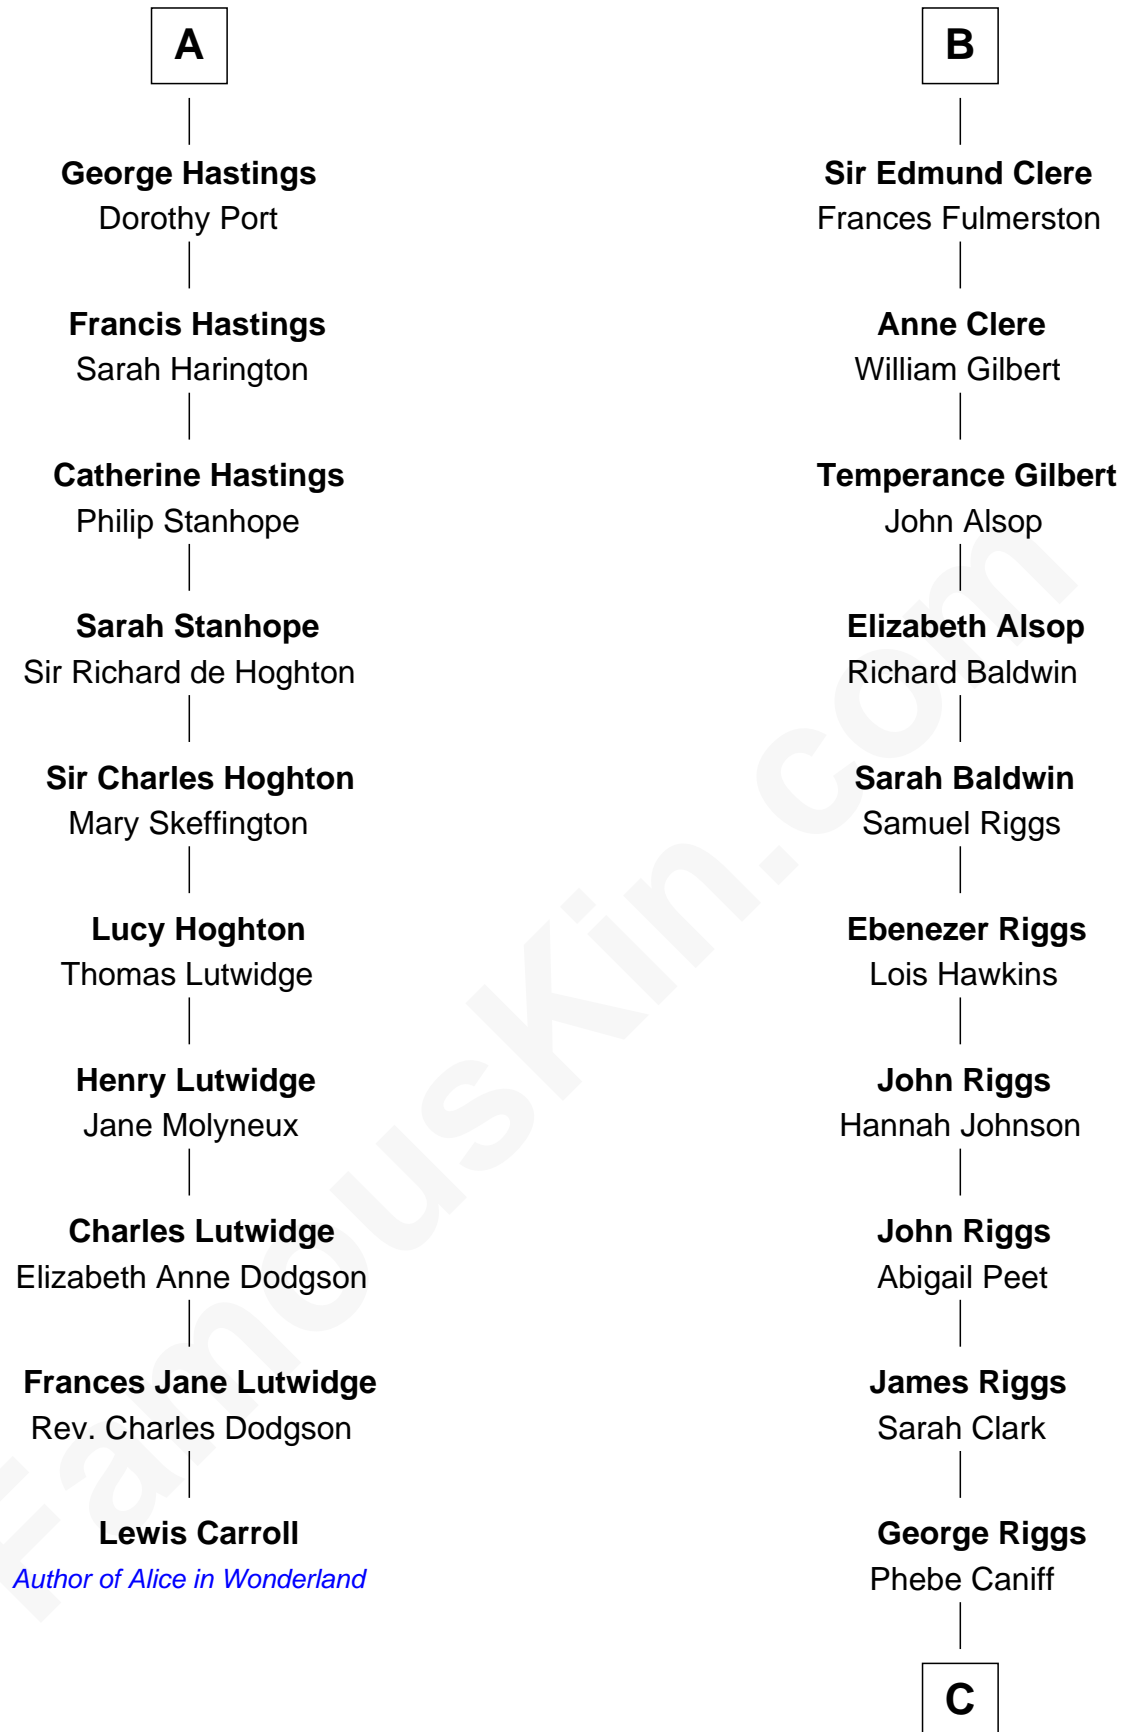 A
George Hastings
Dorothy Port
Francis Hastings
Sarah Harington
Catherine Hastings
Philip Stanhope
Sarah Stanhope
Sir Richard de Hoghton
Sir Charles Hoghton
Mary Skeffington
Lucy Hoghton
Thomas Lutwidge
Henry Lutwidge
Jane Molyneux
Charles Lutwidge
Elizabeth Anne Dodgson
Frances Jane Lutwidge
Rev. Charles Dodgson
Lewis Carroll
Author of Alice in Wonderland
B
Sir Edmund Clere
Frances Fulmerston
Anne Clere
William Gilbert
Temperance Gilbert
John Alsop
Elizabeth Alsop
Richard Baldwin
Sarah Baldwin
Samuel Riggs
Ebenezer Riggs
Lois Hawkins
John Riggs
Hannah Johnson
John Riggs
Abigail Peet
James Riggs
Sarah Clark
George Riggs
Phebe Caniff
C
FamousKin.com